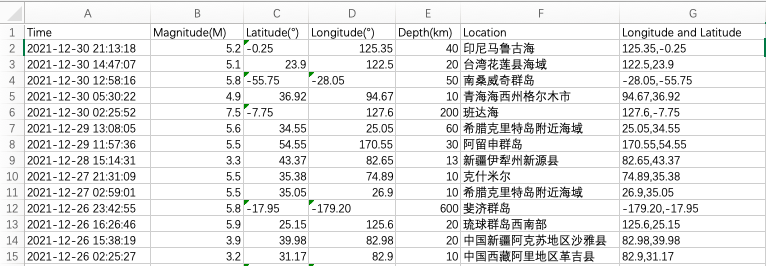 A B C D E F G
1 Time Magnitude(M) Latitude(°) Longitude(°) Depth(km) Location Longitude and Latitude
2 2021-12-30 21:13:18 5.2 -0.25 125.35 40 印尼马鲁古海 125.35,-0.25
3 2021-12-30 14:47:07 5.1 23.9 122.5 20 台湾花莲县海域 122.5,23.9
4 2021-12-30 12:58:16 5.8 -55.75 -28.05 50 南桑威奇群岛 -28.05,-55.75
5 2021-12-30 05:30:22 4.9 36.92 94.67 10 青海海西州格尔木市 94.67,36.92
6 2021-12-30 02:25:52 7.5 -7.75 127.6 200 班达海 127.6,-7.75
7 2021-12-29 13:08:05 5.6 34.55 25.05 60 希腊克里特岛附近海域 25.05,34.55
8 2021-12-29 11:57:36 5.5 54.55 170.55 30 阿留申群岛 170.55,54.55
9 2021-12-28 15:14:31 3.3 43.37 82.65 13 新疆伊犁州新源县 82.65,43.37
10 2021-12-27 21:31:09 5.5 35.38 74.89 10 克什米尔 74.89,35.38
11 2021-12-27 02:59:01 5.5 35.05 26.9 10 希腊克里特岛附近海域 26.9,35.05
12 2021-12-26 23:42:55 5.8 -17.95 -179.20 600 斐济群岛 -179.20,-17.95
13 2021-12-26 16:26:46 5.9 25.15 125.6 20 琉球群岛西南部 125.6,25.15
14 2021-12-26 15:38:19 3.9 39.98 82.98 20 中国新疆阿克苏地区沙雅县 82.98,39.98
15 2021-12-26 02:25:27 3.2 31.17 82.9 10 中国西藏阿里地区革吉县 82.9,31.17